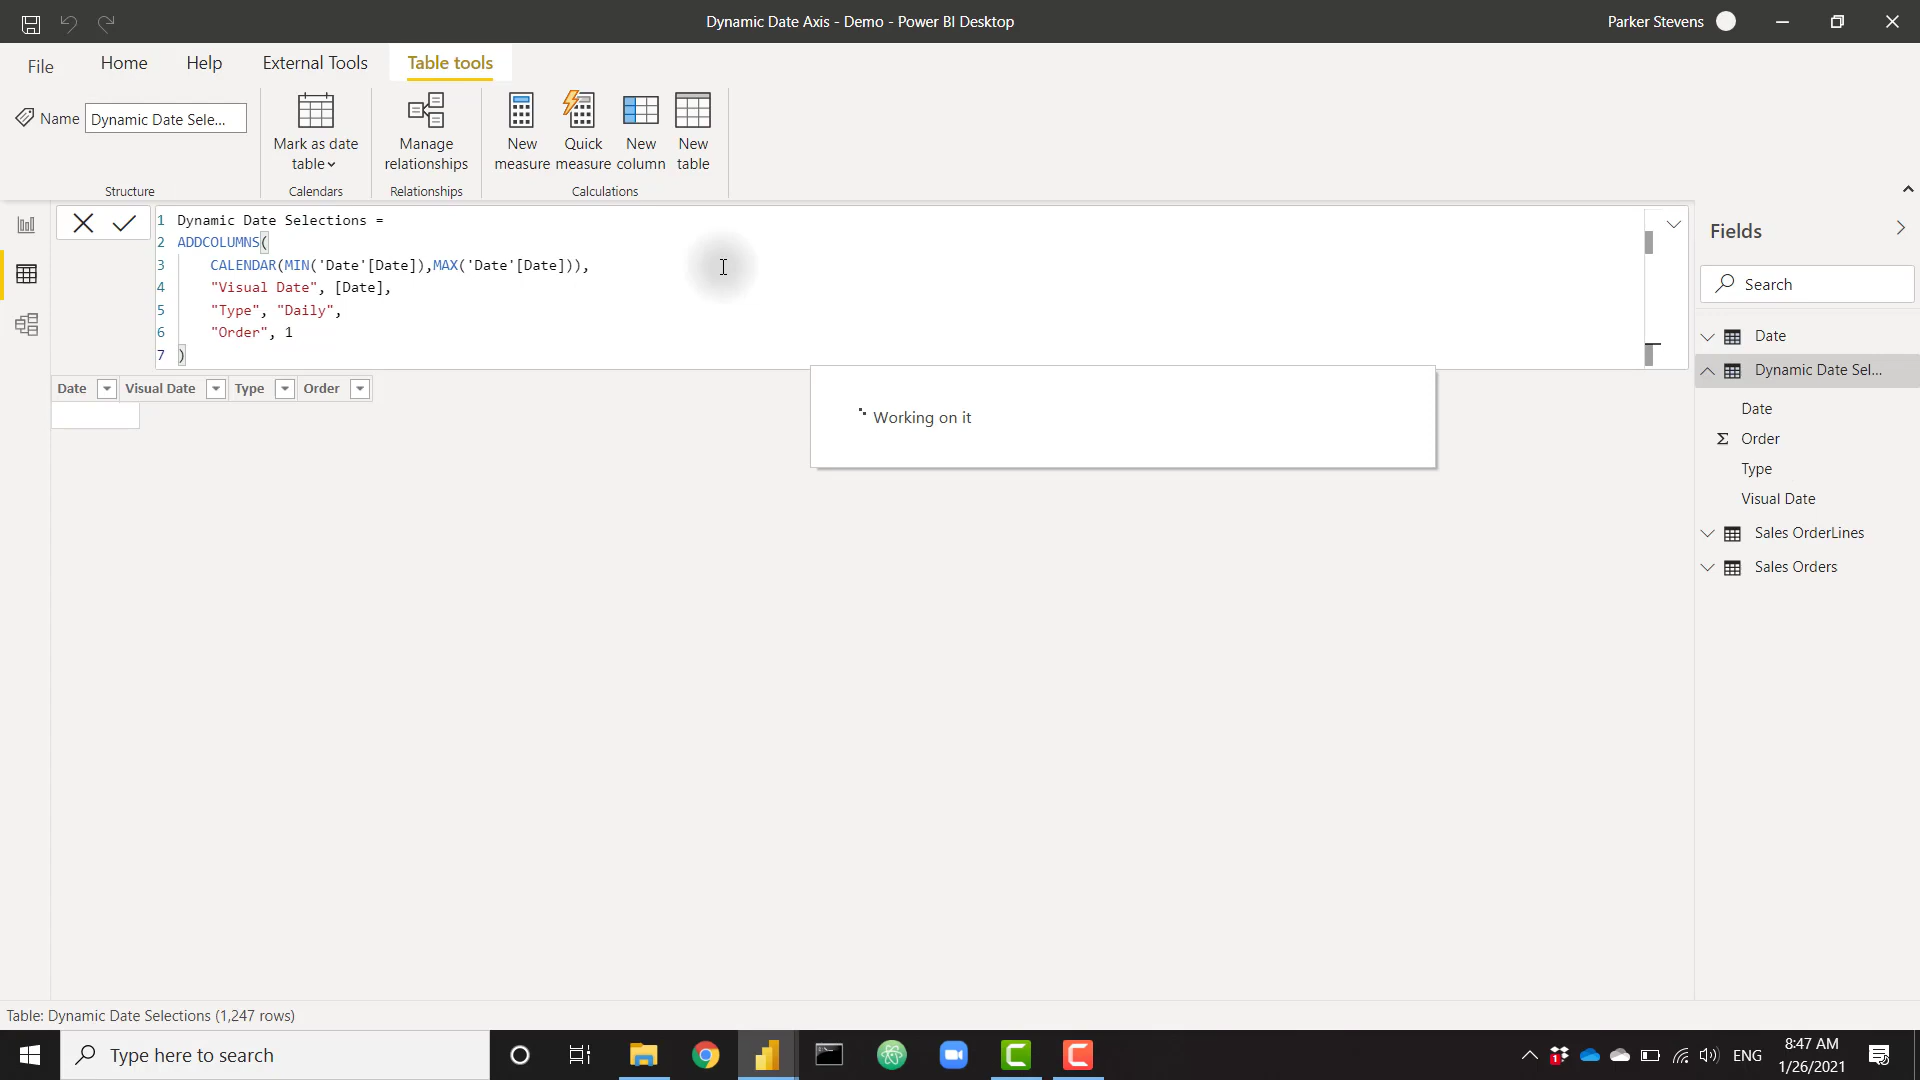 Dynamic Date Axis - Demo - Power BI Desktop
Parker Stevens
File
Home
Help
External Tools
Table tools
Name
Dynamic Date Sele...
Structure
Mark as date
table
Calendars
Manage
relationships
Relationships
New
measure
Quick
measure
New
column
New
table
Calculations
1 Dynamic Date Selections =
2 ADDCOLUMNS(
3 CALENDAR(MIN('Date'[Date]),MAX('Date'[Date])),
4 "Visual Date", [Date],
5 "Type", "Daily",
6 "Order", 1
7 )
Date
Visual Date
Type
Order
Working on it
Fields
Search
Date
Dynamic Date Sel...
Date
Σ Order
Type
Visual Date
Sales OrderLines
Sales Orders
Table: Dynamic Date Selections (1,247 rows)
Type here to search
1
ENG
8:47 AM
1/26/2021